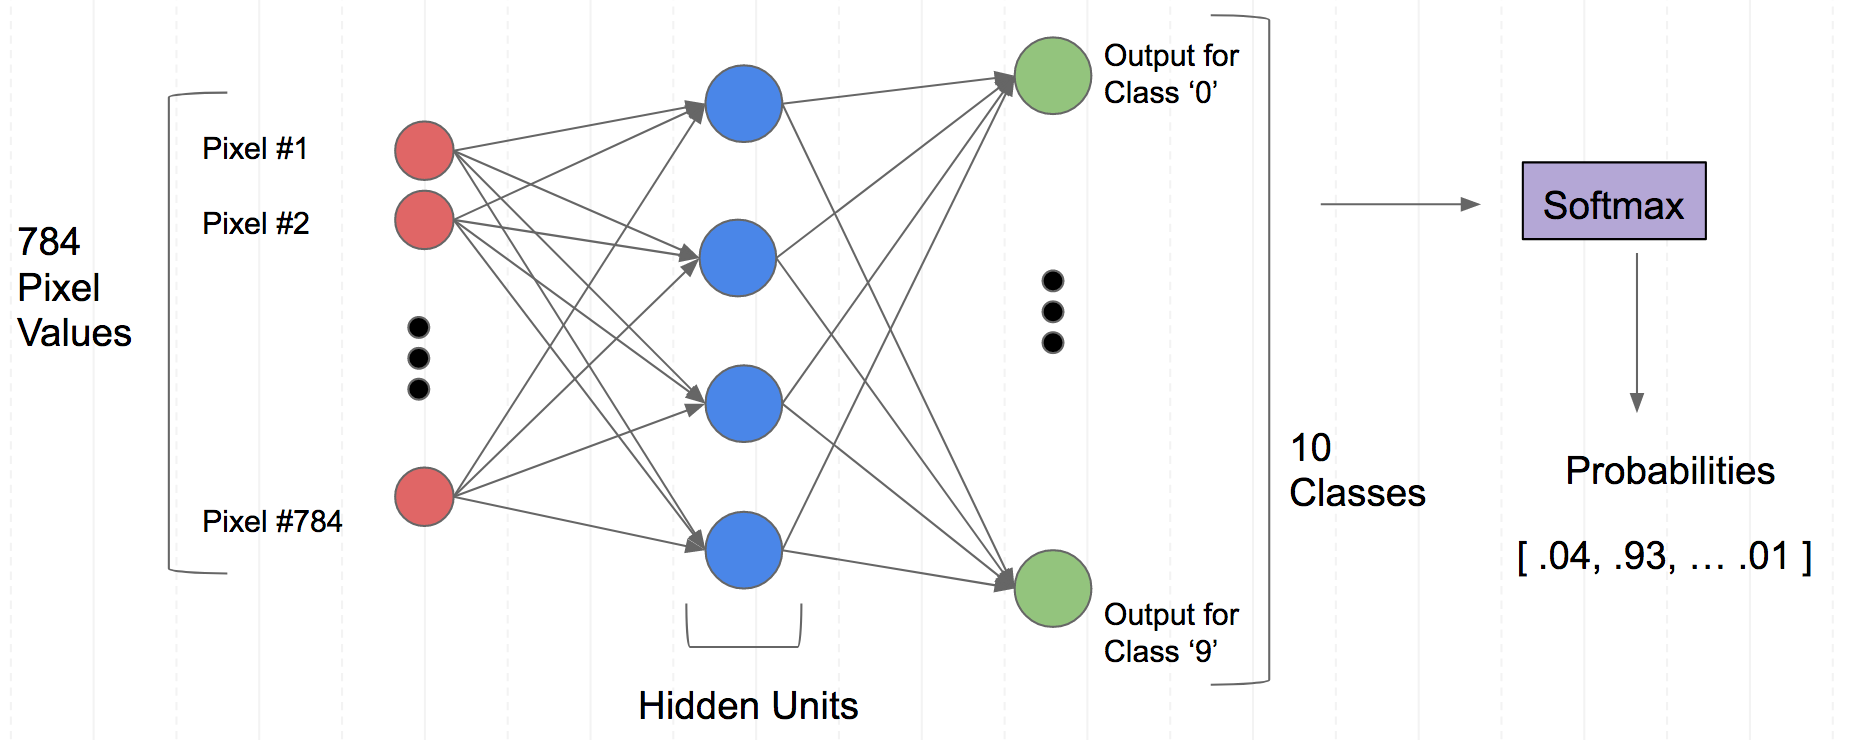 784
Pixel
Values
Pixel #1
Pixel #2
Pixel #784
Hidden Units
Output for
Class ‘0’
Output for
Class ‘9’
10
Classes
Softmax
Probabilities
[ .04, .93, … .01 ]